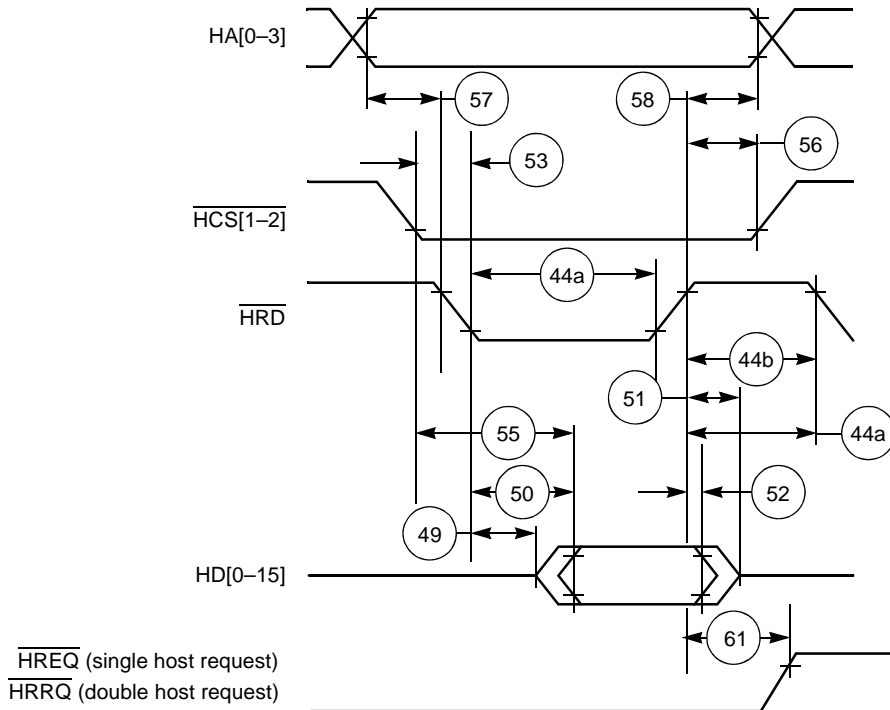 HA[0–3]
57
58
53
56
HCS[1–2]
44a
HRD
44b
51
55
44a
50
52
49
HD[0–15]
61
HREQ (single host request)
HRRQ (double host request)